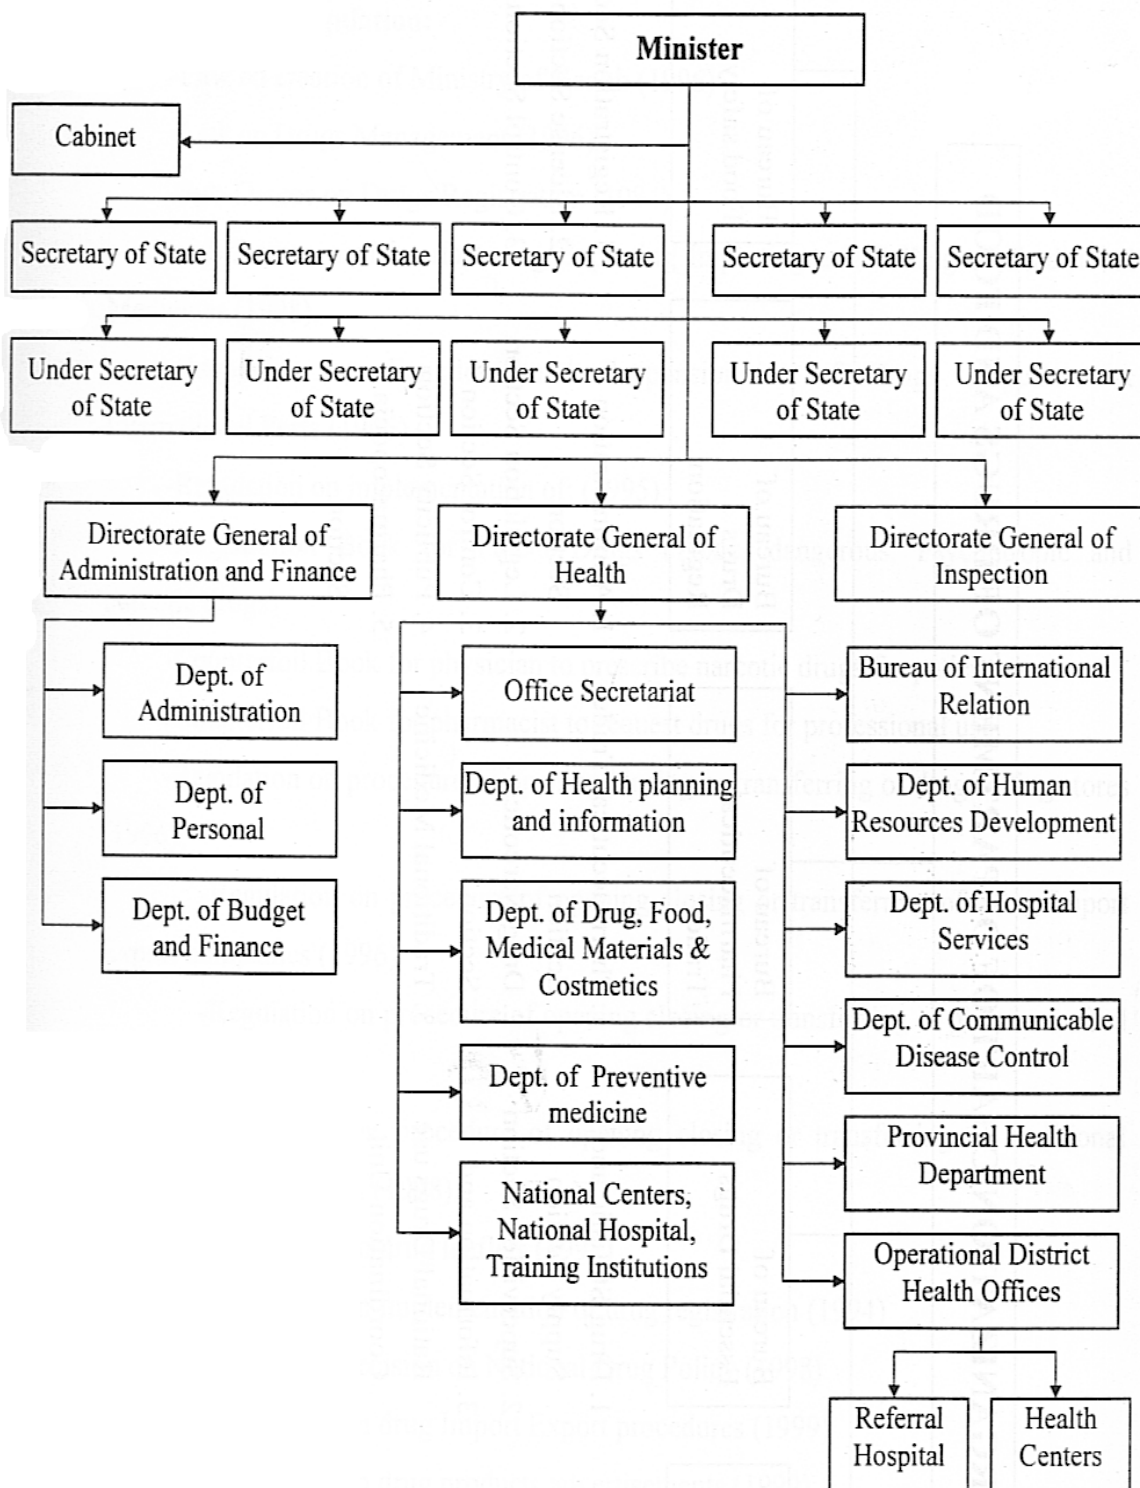 Minister
Cabinet
Secretary of State
Secretary of State
Secretary of State
Secretary of State
Secretary of State
Under Secretary
of State
Under Secretary
of State
Under Secretary
of State
Under Secretary
of State
Under Secretary
of State
Directorate General of
Administration and Finance
Directorate General of
Health
Directorate General of
Inspection
Dept. of
Administration
Dept. of
Personal
Dept. of Budget
and Finance
Office Secretariat
Dept. of Health planning
and information
Dept. of Drug, Food,
Medical Materials &
Costmetics
Dept. of Preventive
medicine
National Centers,
National Hospital,
Training Institutions
Bureau of International
Relation
Dept. of Human
Resources Development
Dept. of Hospital
Services
Dept. of Communicable
Disease Control
Provincial Health
Department
Operational District
Health Offices
Referral
Hospital
Health
Centers